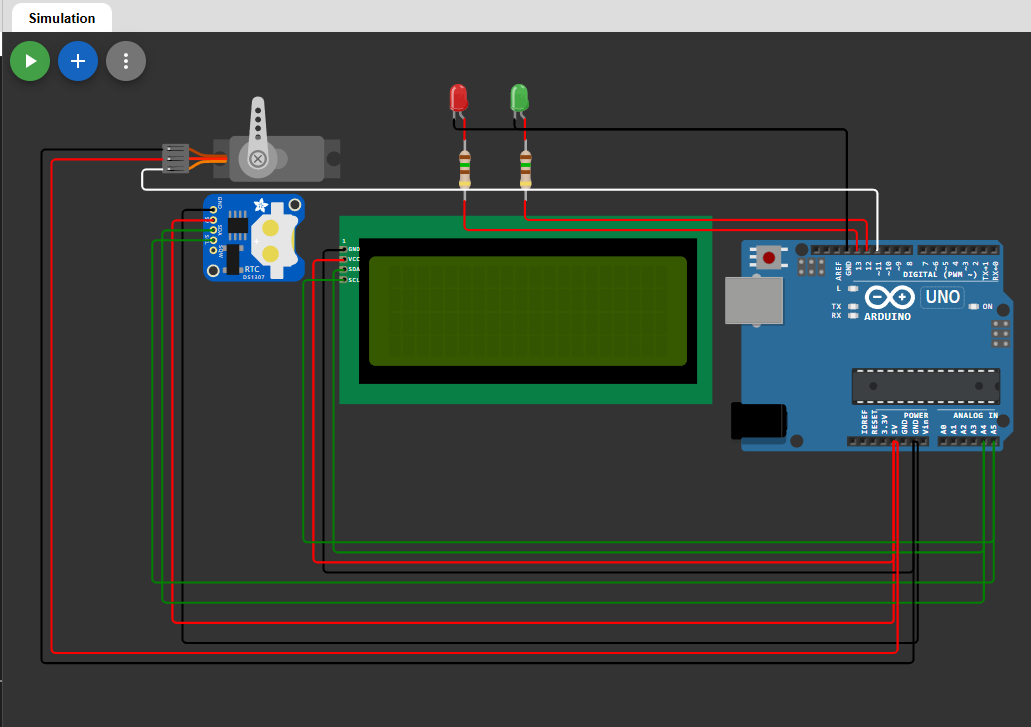 Simulation
GND
SDA
RTC
DS1307
1
GND
VCC
SDA
SCL
AREF
GND
13
12
~11
~10
~9
8
7
~6
~5
4
~3
2
TX→1
RX←0
DIGITAL (PWM ~)
L
TX
RX
UNO
ON
ARDUINO
IOREF
RESET
3.3V
5V
GND
GND
Vin
POWER
ANALOG IN
A0
A1
A2
A3
A4
A5